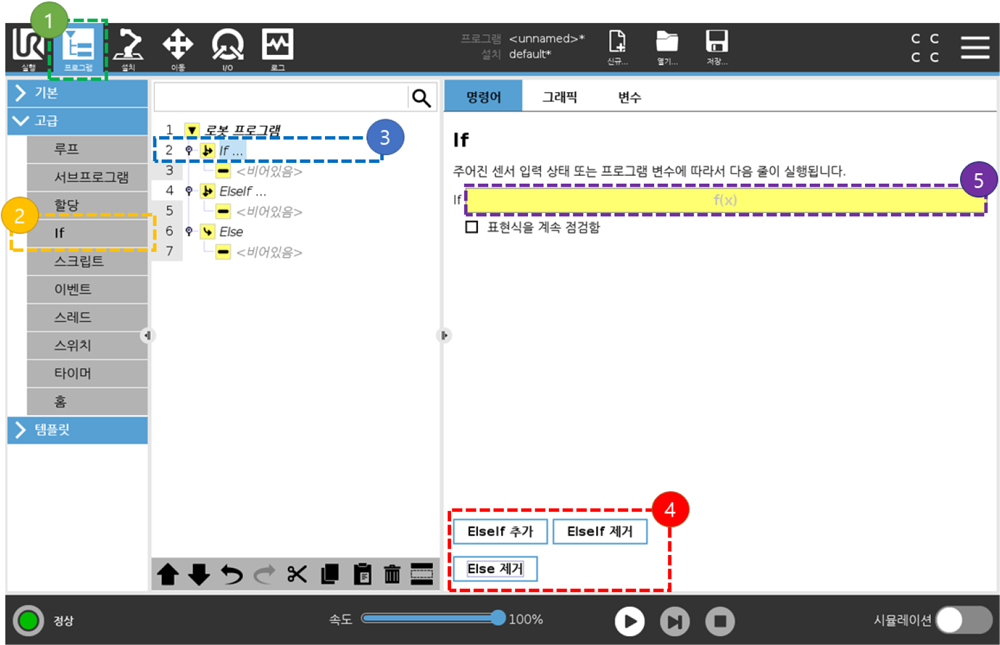 1
UR
실행
프로그램
설치
이동
I/O
로그
프로그램 <unnamed>*
설치 default*
신규...
열기...
저장...
C C
C C
기본
고급
루프
서브프로그램
할당
2
If
스크립트
이벤트
스레드
스위치
타이머
홈
템플릿
1 로봇 프로그램
2 If ...
3
3 <비어있음>
4 ElseIf ...
5 <비어있음>
6 Else
7 <비어있음>
명령어 그래픽 변수
If
주어진 센서 입력 상태 또는 프로그램 변수에 따라서 다음 줄이 실행됩니다.
5
If f(x)
표현식을 계속 점검함
4
ElseIf 추가 ElseIf 제거
Else 제거
정상
속도 100%
시뮬레이션